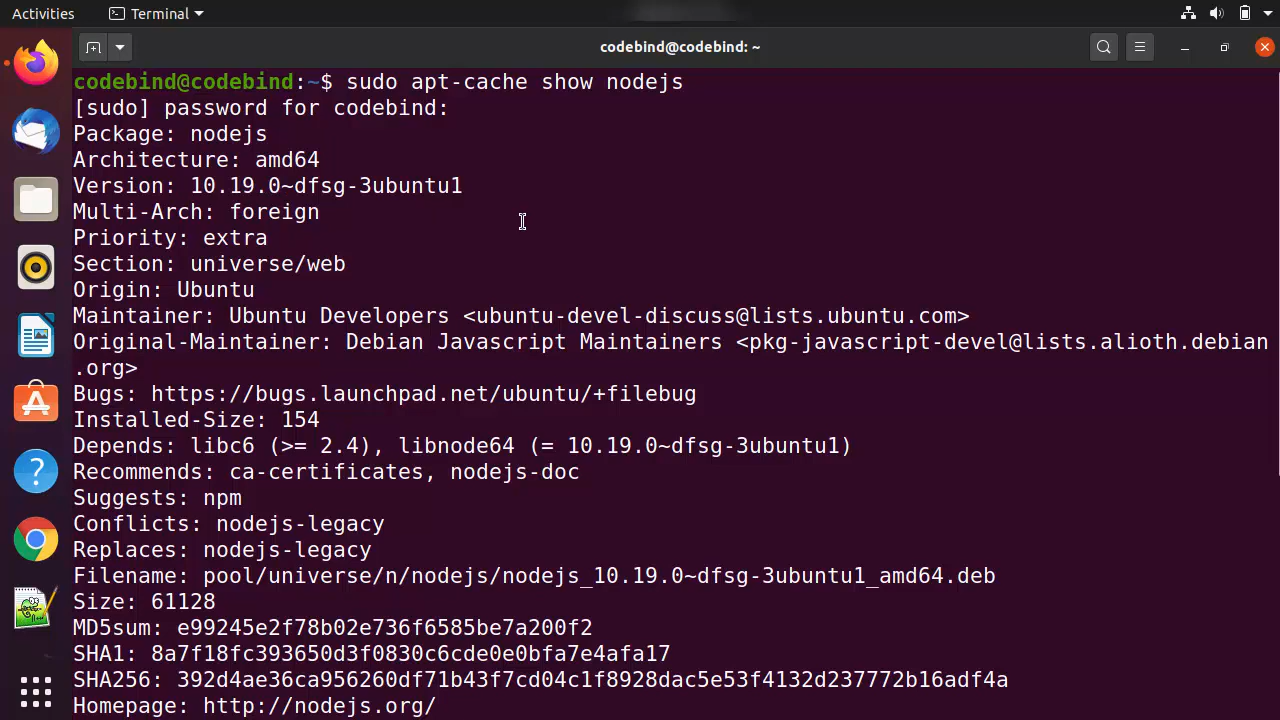 Activities
Terminal
codebind@codebind: ~
codebind@codebind:~$ sudo apt-cache show nodejs
[sudo] password for codebind:
Package: nodejs
Architecture: amd64
Version: 10.19.0~dfsg-3ubuntu1
Multi-Arch: foreign
Priority: extra
Section: universe/web
Origin: Ubuntu
Maintainer: Ubuntu Developers <ubuntu-devel-discuss@lists.ubuntu.com>
Original-Maintainer: Debian Javascript Maintainers <pkg-javascript-devel@lists.alioth.debian
.org>
Bugs: https://bugs.launchpad.net/ubuntu/+filebug
Installed-Size: 154
Depends: libc6 (>= 2.4), libnode64 (= 10.19.0~dfsg-3ubuntu1)
Recommends: ca-certificates, nodejs-doc
Suggests: npm
Conflicts: nodejs-legacy
Replaces: nodejs-legacy
Filename: pool/universe/n/nodejs/nodejs_10.19.0~dfsg-3ubuntu1_amd64.deb
Size: 61128
MD5sum: e99245e2f78b02e736f6585be7a200f2
SHA1: 8a7f18fc393650d3f0830c6cde0e0bfa7e4afa17
SHA256: 392d4ae36ca956260df71b43f7cd04c1f8928dac5e53f4132d237772b16adf4a
Homepage: http://nodejs.org/